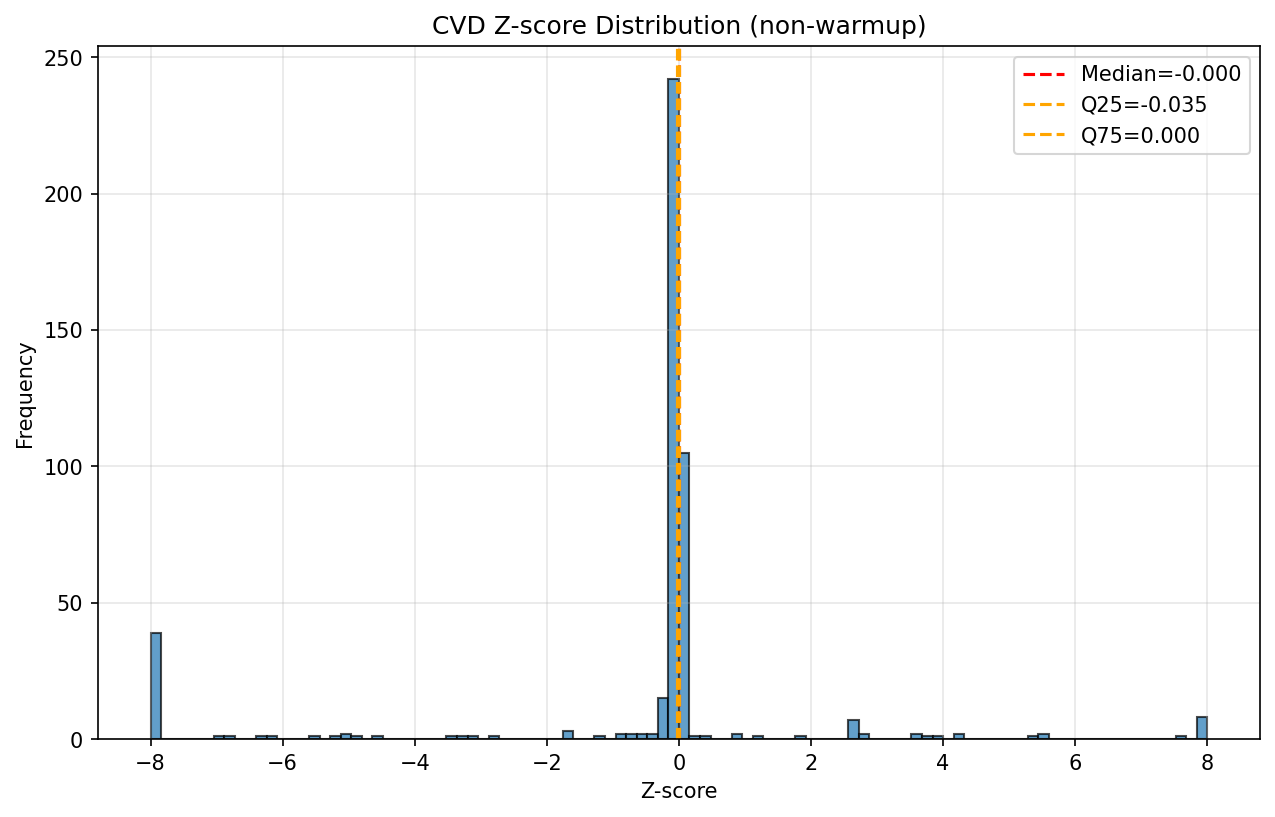 CVD Z-score Distribution (non-warmup)
Median=-0.000
Q25=-0.035
Q75=0.000
Frequency
250
200
150
100
50
0
−8 −6 −4 −2 0 2 4 6 8
Z-score